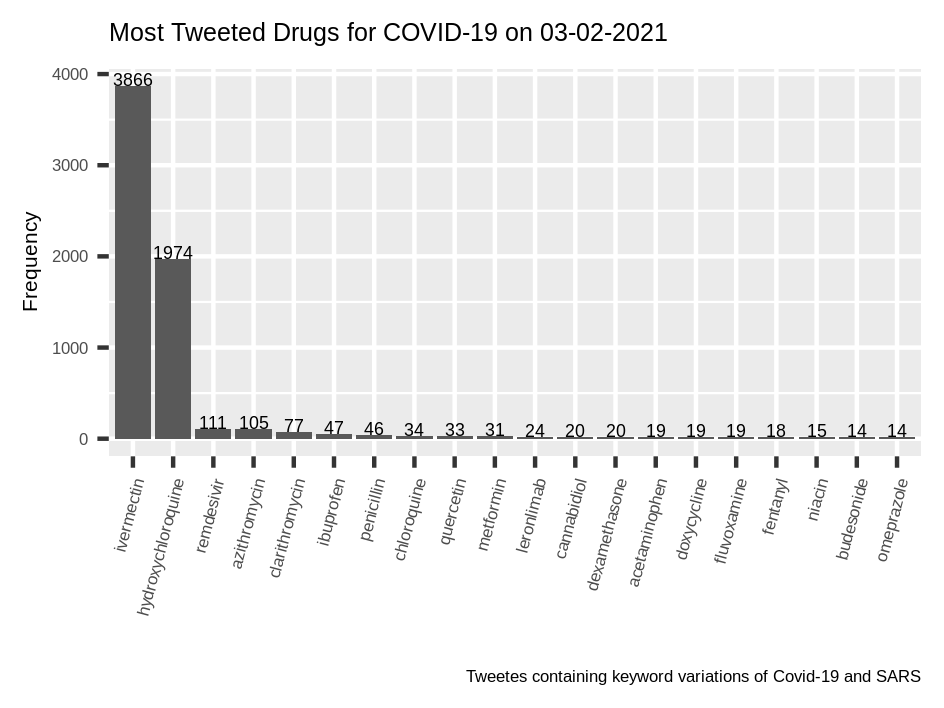 Most Tweeted Drugs for COVID-19 on 03-02-2021
Frequency
4000
3000
2000
1000
0
3866
1974
111
105
77
47
46
34
33
31
24
20
20
19
19
19
18
15
14
14
ivermectin
hydroxychloroquine
remdesivir
azithromycin
clarithromycin
ibuprofen
penicillin
chloroquine
quercetin
metformin
leronlimab
cannabidiol
dexamethasone
acetaminophen
doxycycline
fluvoxamine
fentanyl
niacin
budesonide
omeprazole
Tweetes containing keyword variations of Covid-19 and SARS